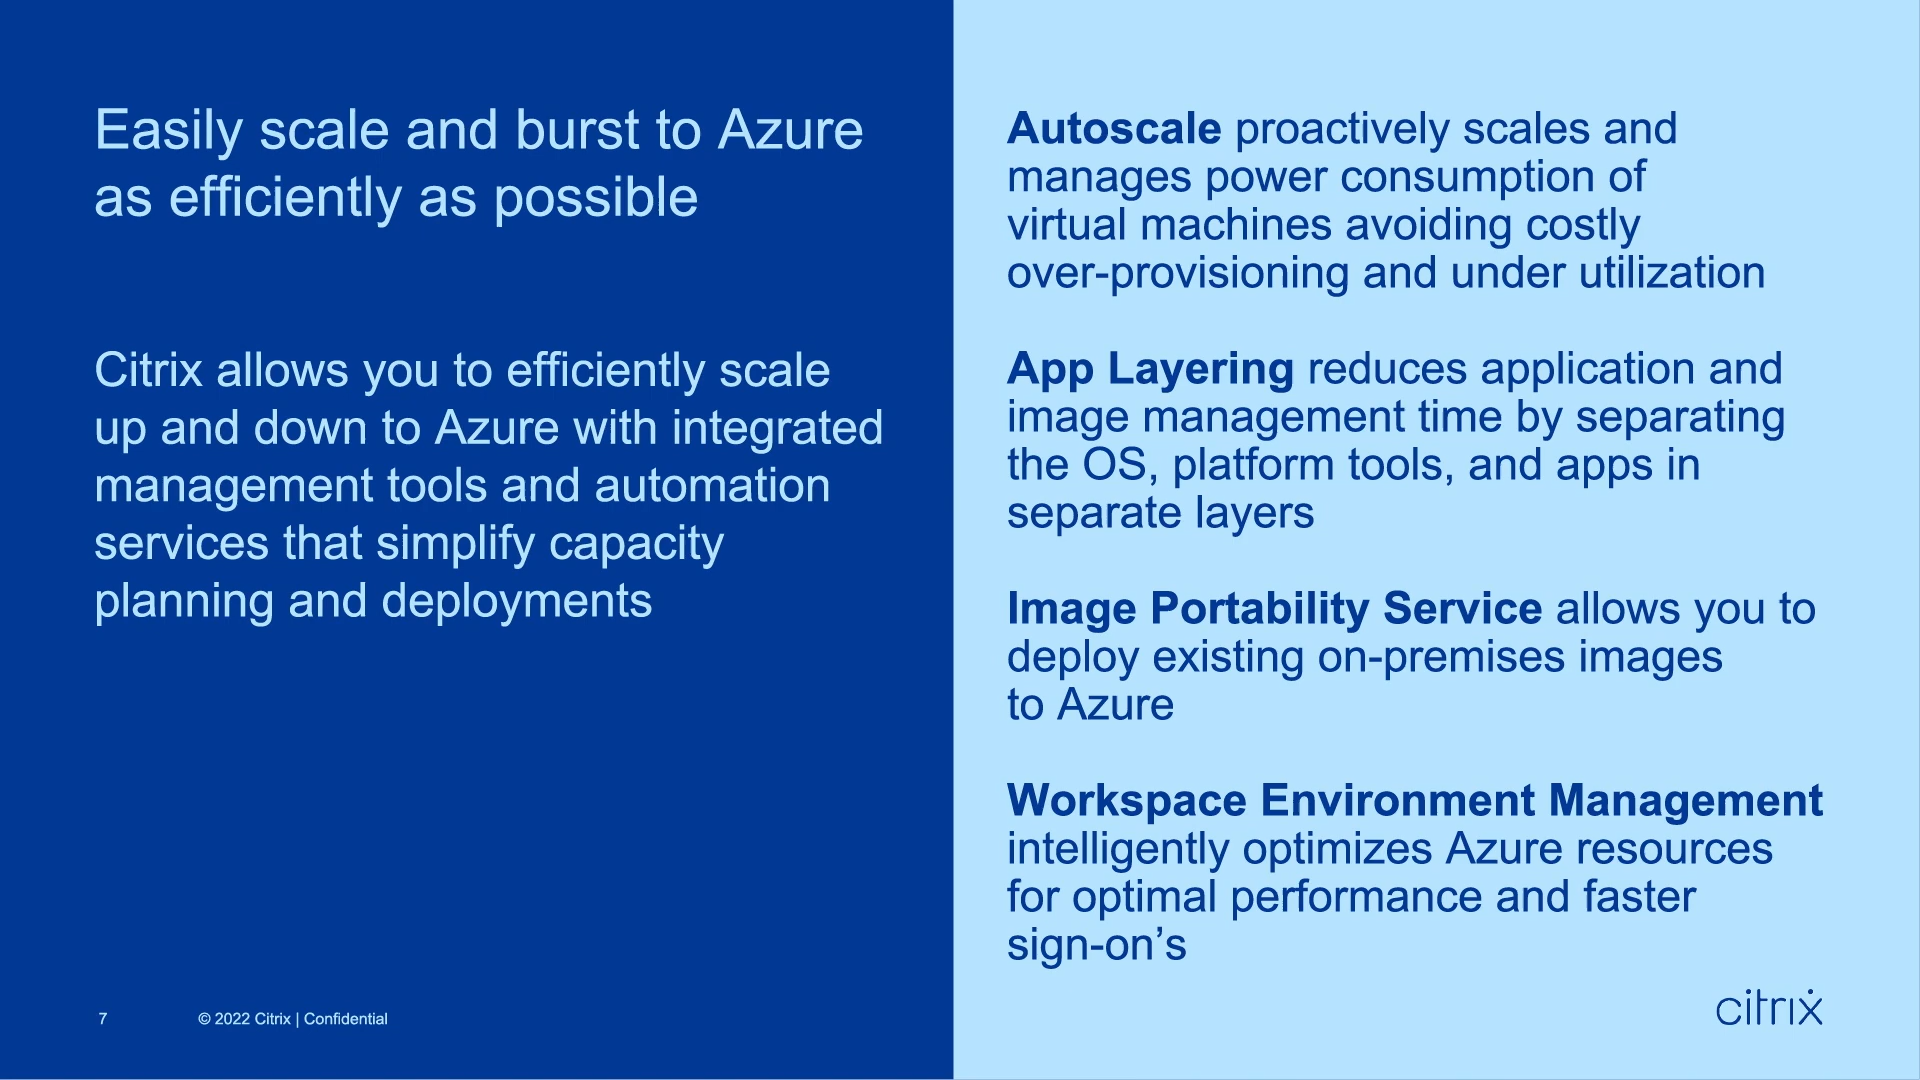 Easily scale and burst to Azure
as efficiently as possible
Citrix allows you to efficiently scale
up and down to Azure with integrated
management tools and automation
services that simplify capacity
planning and deployments
Autoscale proactively scales and
manages power consumption of
virtual machines avoiding costly
over-provisioning and under utilization
App Layering reduces application and
image management time by separating
the OS, platform tools, and apps in
separate layers
Image Portability Service allows you to
deploy existing on-premises images
to Azure
Workspace Environment Management
intelligently optimizes Azure resources
for optimal performance and faster
sign-on’s
7 © 2022 Citrix | Confidential
citrix